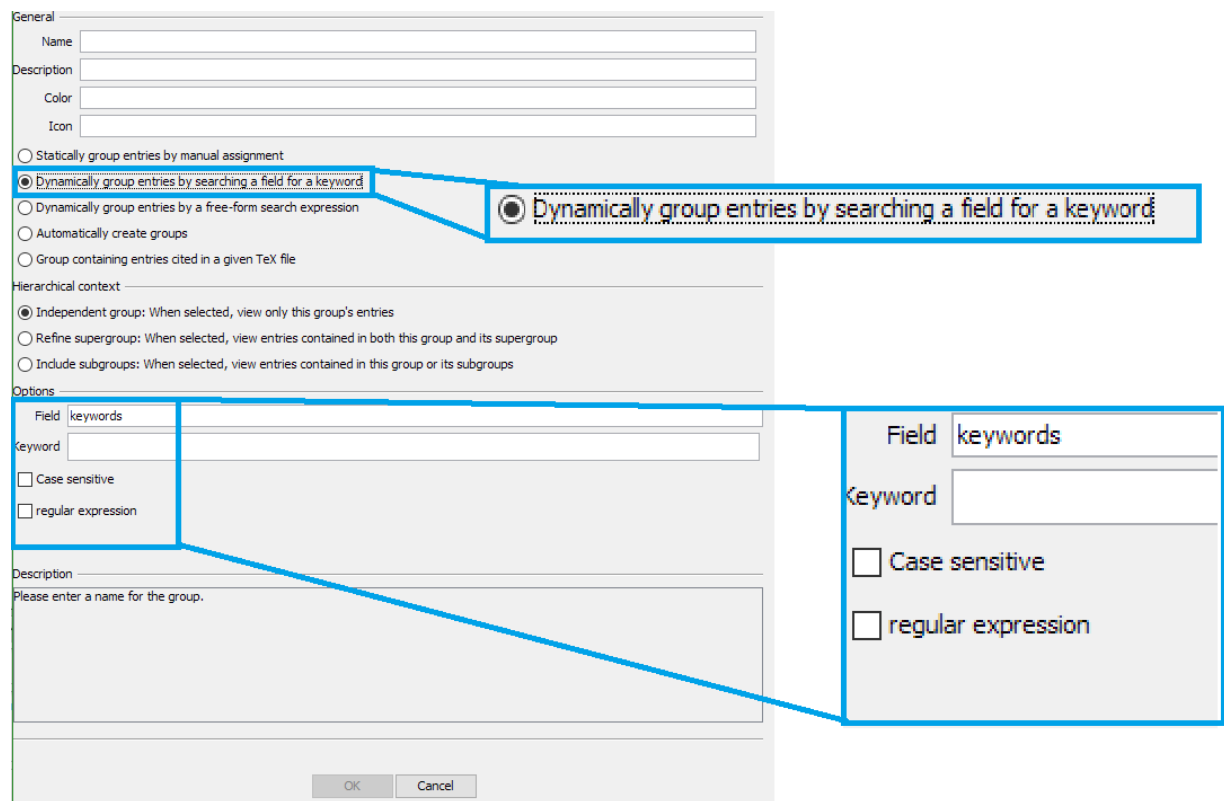 General
Name
Description
Color
Icon
Statically group entries by manual assignment
Dynamically group entries by searching a field for a keyword
Dynamically group entries by a free-form search expression
Automatically create groups
Group containing entries cited in a given TeX file
Hierarchical context
Independent group: When selected, view only this group's entries
Refine supergroup: When selected, view entries contained in both this group and its supergroup
Include subgroups: When selected, view entries contained in this group or its subgroups
Options
Field keywords
Keyword
Case sensitive
regular expression
Description
Please enter a name for the group.
OK Cancel
Dynamically group entries by searching a field for a keyword
Field keywords
Keyword
Case sensitive
regular expression